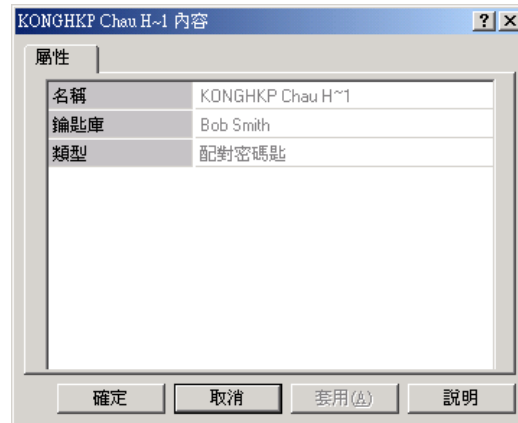 KONGHKP Chau H~1 內容
屬性
名稱 KONGHKP Chau H~1
鑰匙庫 Bob Smith
類型 配對密碼匙
確定 取消 套用(A) 說明